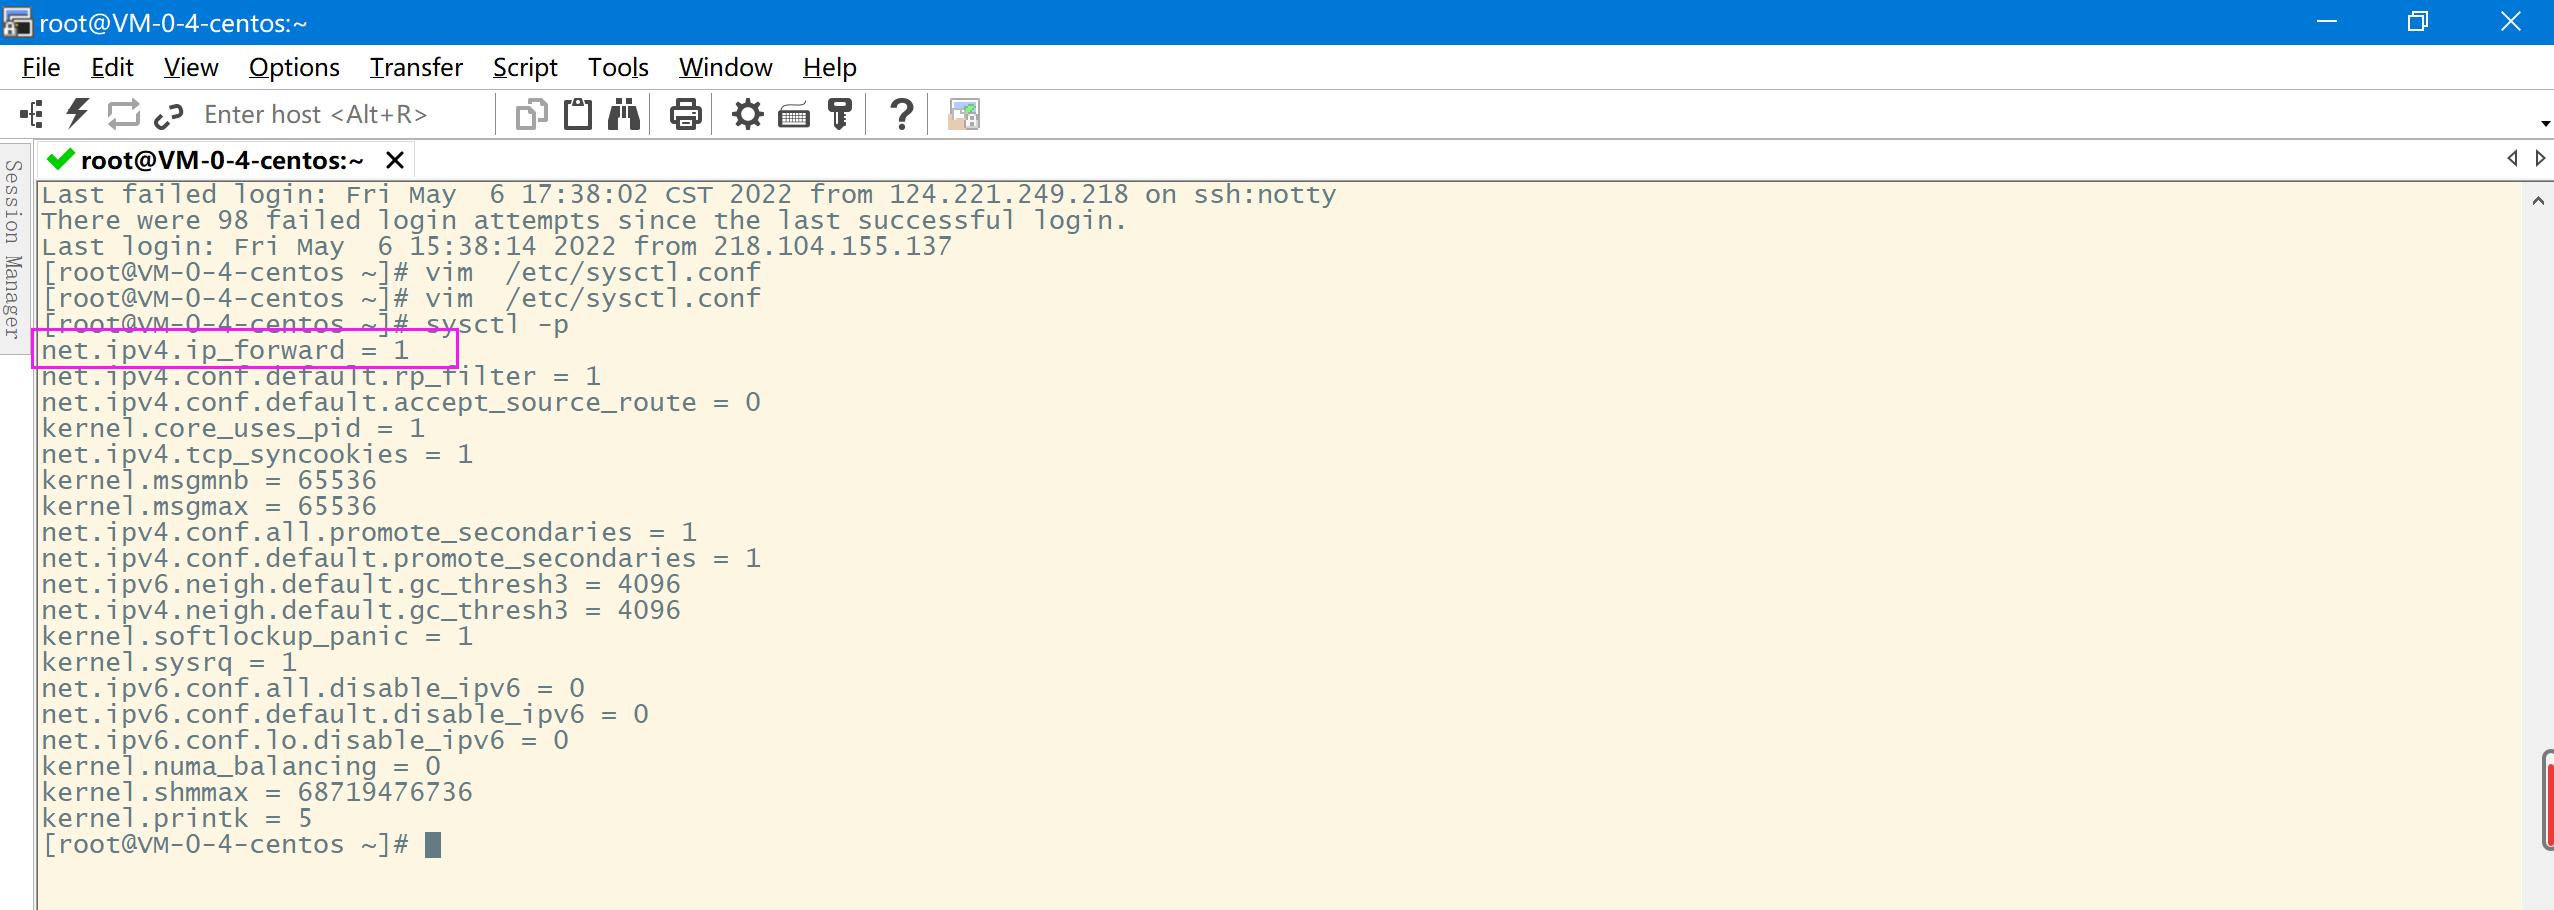 root@VM-0-4-centos:~
File Edit View Options Transfer Script Tools Window Help
Enter host <Alt+R>
Session Manager
root@VM-0-4-centos:~
Last failed login: Fri May  6 17:38:02 CST 2022 from 124.221.249.218 on ssh:notty
There were 98 failed login attempts since the last successful login.
Last login: Fri May  6 15:38:14 2022 from 218.104.155.137
[root@VM-0-4-centos ~]# vim  /etc/sysctl.conf
[root@VM-0-4-centos ~]# vim  /etc/sysctl.conf
[root@VM-0-4-centos ~]# sysctl -p
net.ipv4.ip_forward = 1
net.ipv4.conf.default.rp_filter = 1
net.ipv4.conf.default.accept_source_route = 0
kernel.core_uses_pid = 1
net.ipv4.tcp_syncookies = 1
kernel.msgmnb = 65536
kernel.msgmax = 65536
net.ipv4.conf.all.promote_secondaries = 1
net.ipv4.conf.default.promote_secondaries = 1
net.ipv6.neigh.default.gc_thresh3 = 4096
net.ipv4.neigh.default.gc_thresh3 = 4096
kernel.softlockup_panic = 1
kernel.sysrq = 1
net.ipv6.conf.all.disable_ipv6 = 0
net.ipv6.conf.default.disable_ipv6 = 0
net.ipv6.conf.lo.disable_ipv6 = 0
kernel.numa_balancing = 0
kernel.shmmax = 68719476736
kernel.printk = 5
[root@VM-0-4-centos ~]#